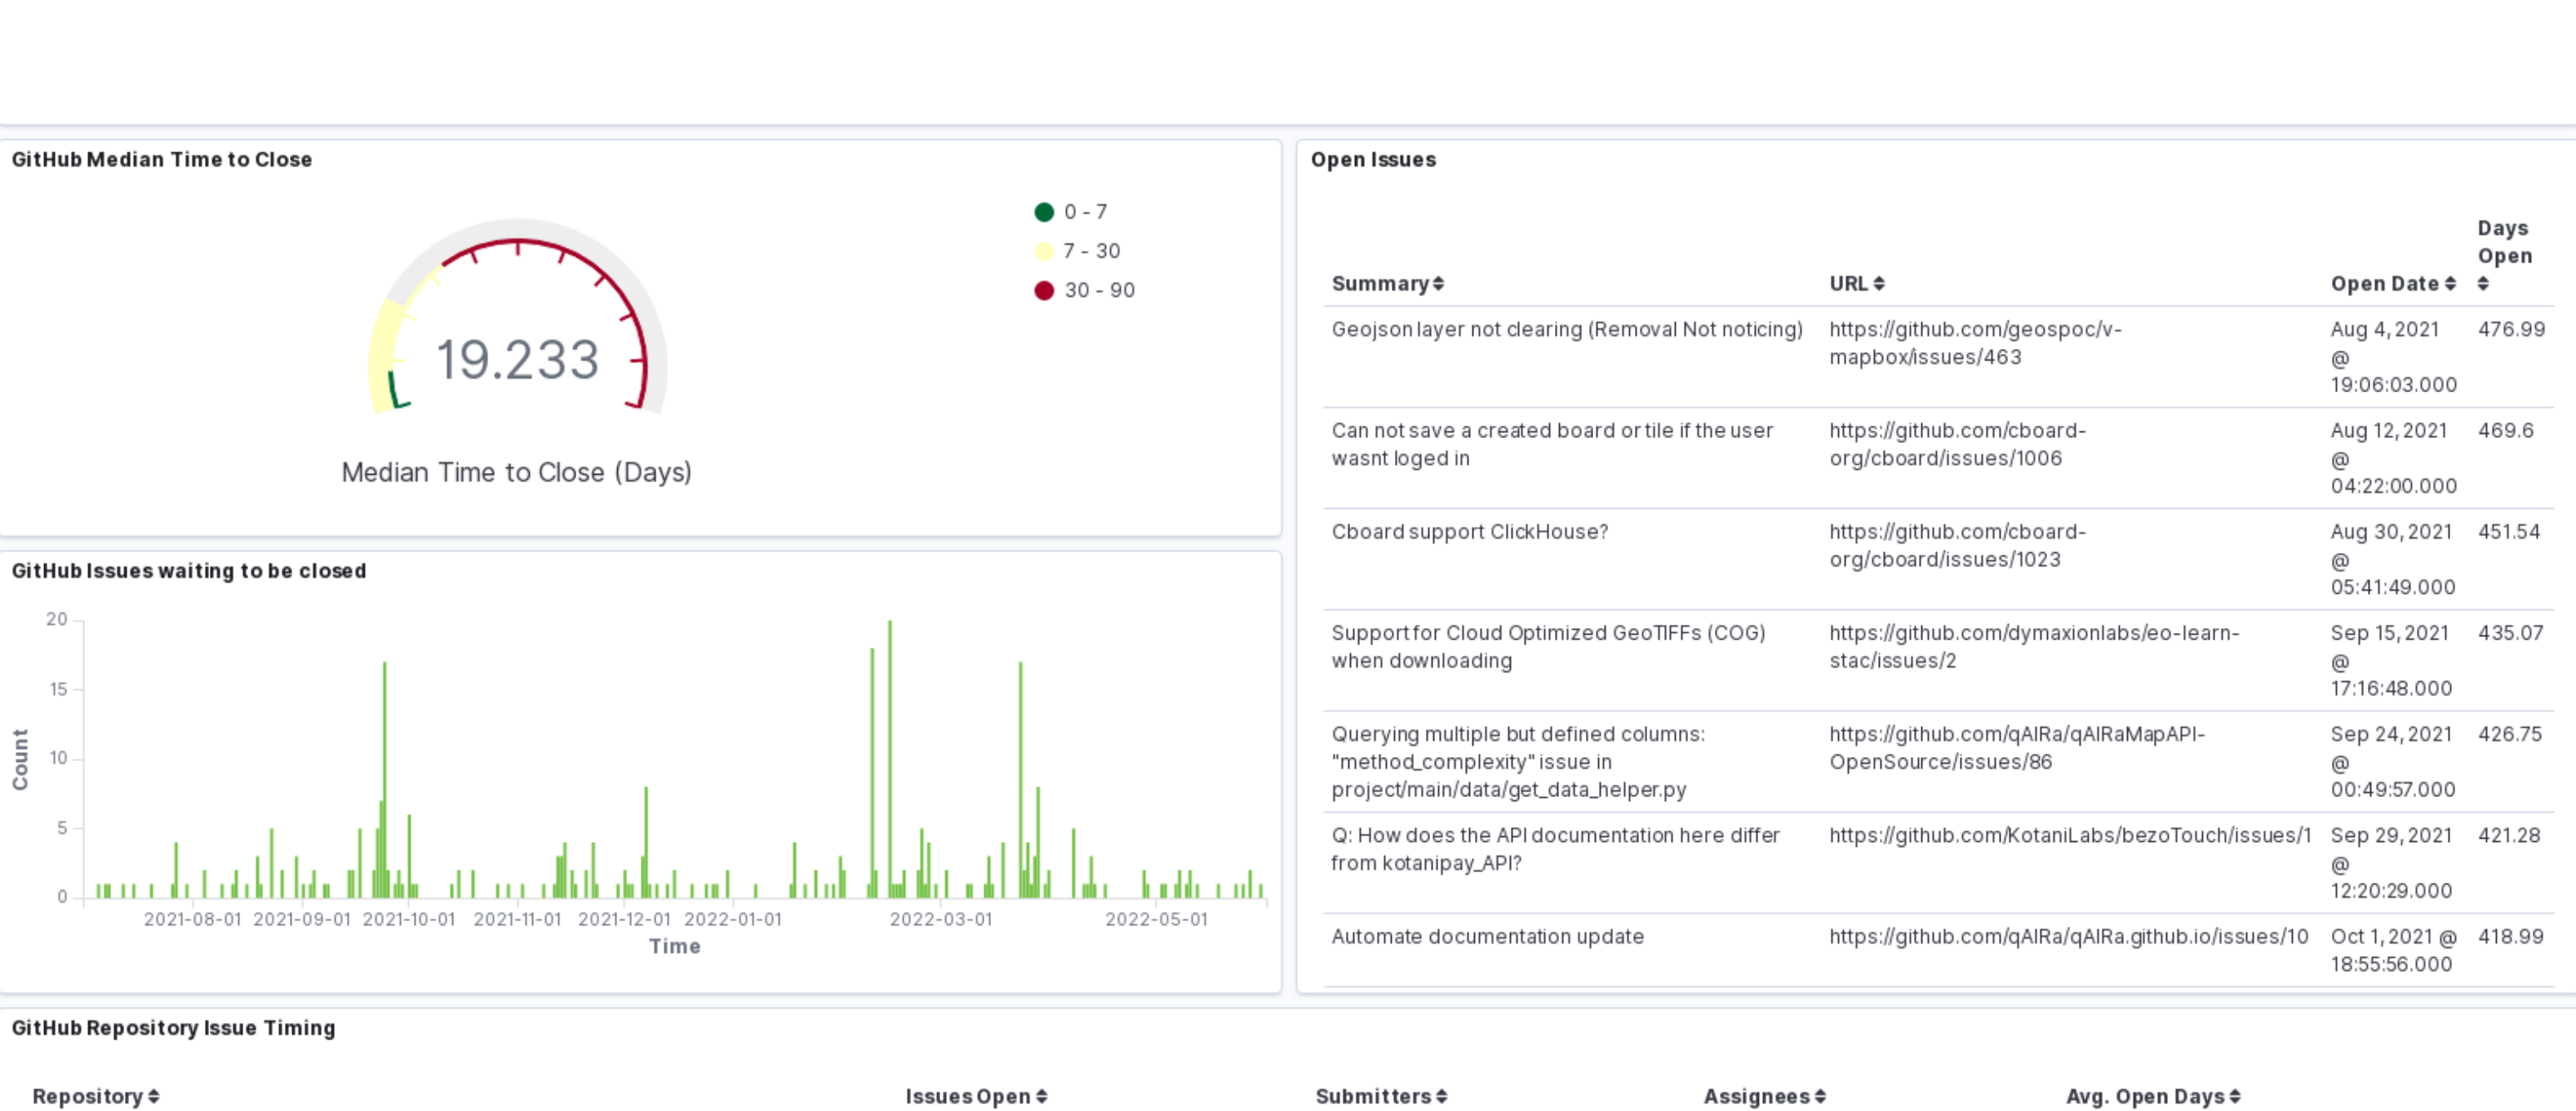 GitHub Median Time to Close
0 - 7
7 - 30
30 - 90
19.233
Median Time to Close (Days)
GitHub Issues waiting to be closed
20
15
10
5
0
Count
2021-08-01 2021-09-01 2021-10-01 2021-11-01 2021-12-01 2022-01-01 2022-03-01 2022-05-01
Time
Open Issues
Days
Open
Summary URL Open Date
Geojson layer not clearing (Removal Not noticing) https://github.com/geospoc/v- Aug 4, 2021 476.99
mapbox/issues/463 @
19:06:03.000
Can not save a created board or tile if the user https://github.com/cboard- Aug 12, 2021 469.6
wasnt loged in org/cboard/issues/1006 @
04:22:00.000
Cboard support ClickHouse? https://github.com/cboard- Aug 30, 2021 451.54
org/cboard/issues/1023 @
05:41:49.000
Support for Cloud Optimized GeoTIFFs (COG) https://github.com/dymaxionlabs/eo-learn- Sep 15, 2021 435.07
when downloading stac/issues/2 @
17:16:48.000
Querying multiple but defined columns: https://github.com/qAIRa/qAIRaMapAPI- Sep 24, 2021 426.75
"method_complexity" issue in OpenSource/issues/86 @
project/main/data/get_data_helper.py 00:49:57.000
Q: How does the API documentation here differ https://github.com/KotaniLabs/bezoTouch/issues/1 Sep 29, 2021 421.28
from kotanipay_API? @
12:20:29.000
Automate documentation update https://github.com/qAIRa/qAIRa.github.io/issues/10 Oct 1, 2021 @ 418.99
18:55:56.000
GitHub Repository Issue Timing
Repository Issues Open Submitters Assignees Avg. Open Days